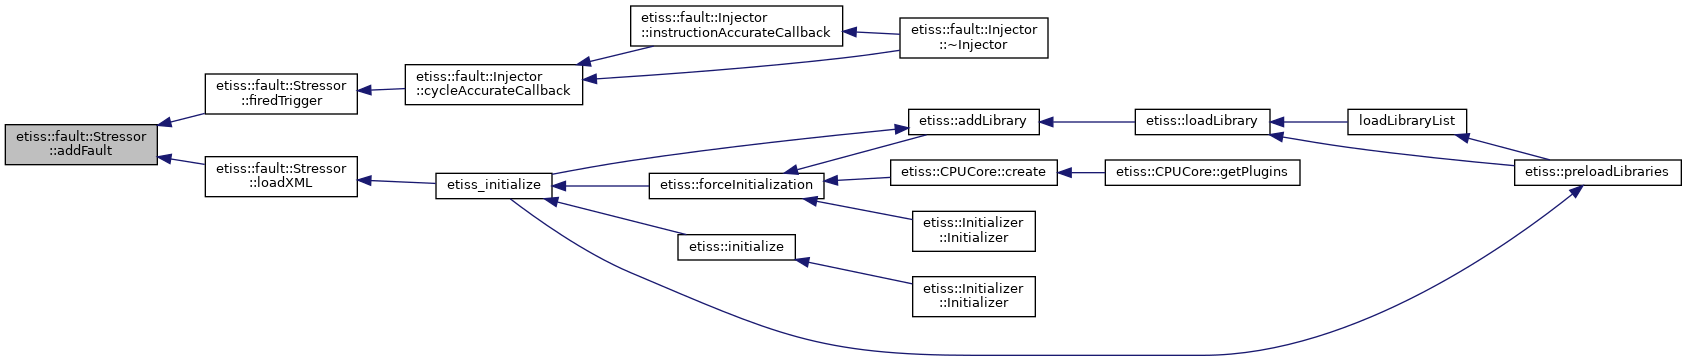 etiss::fault::Stressor
::addFault
etiss::fault::Stressor
::firedTrigger
etiss::fault::Stressor
::loadXML
etiss::fault::Injector
::cycleAccurateCallback
etiss::fault::Injector
::instructionAccurateCallback
etiss::fault::Injector
::~Injector
etiss_initialize
etiss::addLibrary
etiss::forceInitialization
etiss::initialize
etiss::loadLibrary
loadLibraryList
etiss::preloadLibraries
etiss::CPUCore::create
etiss::CPUCore::getPlugins
etiss::Initializer
::Initializer
etiss::Initializer
::Initializer